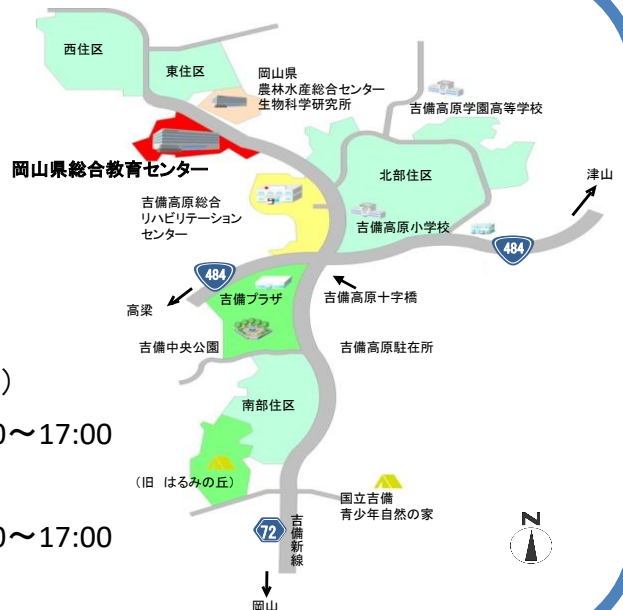 西住区
東住区
岡山県
農林水産総合センター
生物科学研究所
吉備高原学園高等学校
岡山県総合教育センター
北部住区
津山
吉備高原総合
リハビリテーション
センター
吉備高原小学校
484
484
高梁
吉備プラザ
吉備高原十字橋
吉備中央公園
吉備高原駐在所
)
南部住区
0～17:00
(旧 はるみの丘)
国立吉備
青少年自然の家
0～17:00
72
吉備新線
N
岡山